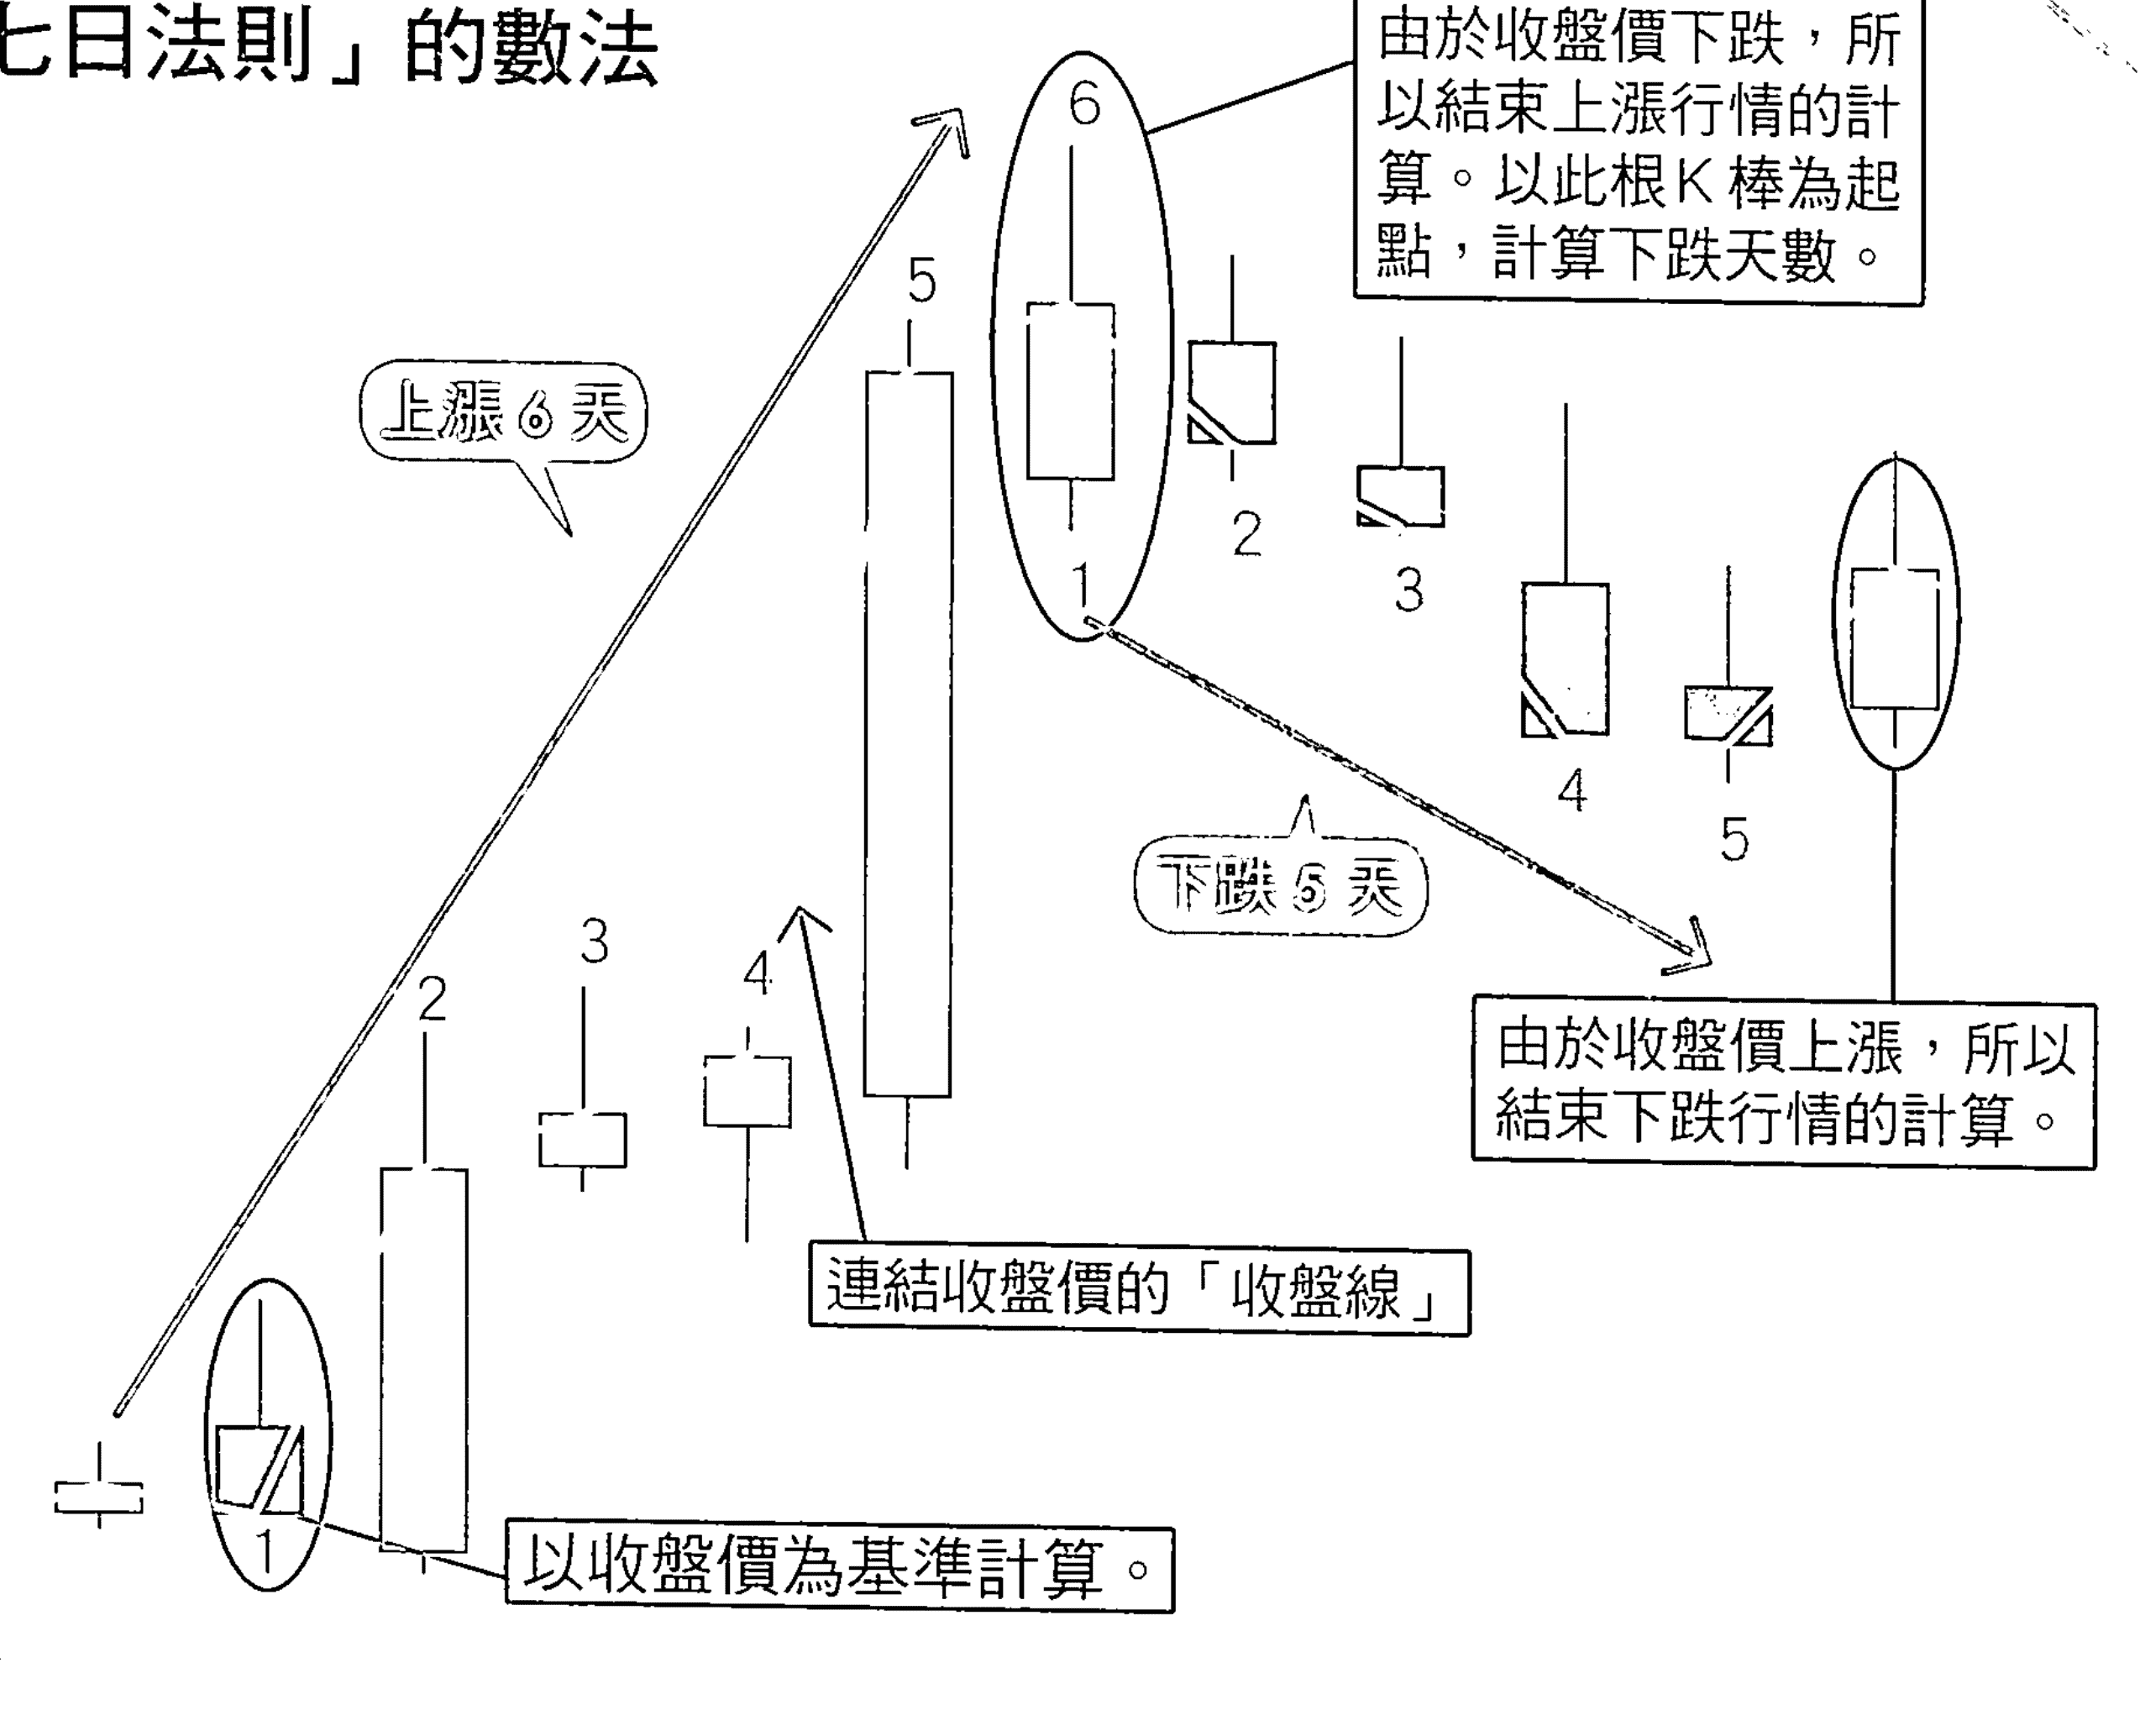 七日法則」的數法
由於收盤價下跌，所
以結束上漲行情的計
算。以此根K棒為起
點，計算下跌天數。
6
5
上漲6天
2
1
3
4
5
下跌5天
3
4
2
由於收盤價上漲，所以
結束下跌行情的計算。
連結收盤價的「收盤線」
1
以收盤價為基準計算。